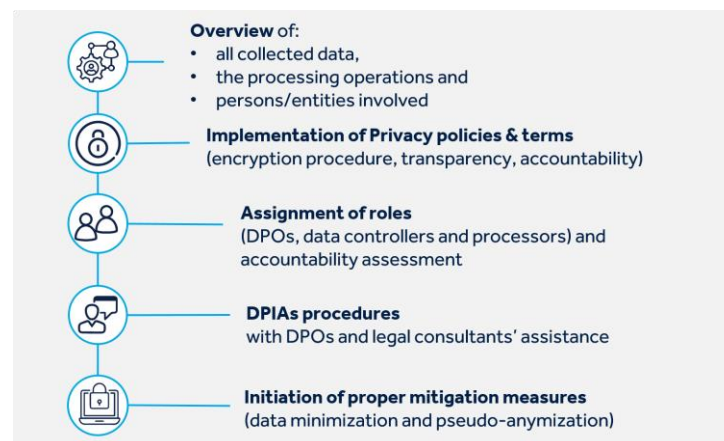 Overview of:
• all collected data,
• the processing operations and
• persons/entities involved
Implementation of Privacy policies & terms
(encryption procedure, transparency, accountability)
Assignment of roles
(DPOs, data controllers and processors) and
accountability assessment
DPIAs procedures
with DPOs and legal consultants’ assistance
Initiation of proper mitigation measures
(data minimization and pseudo-anymization)